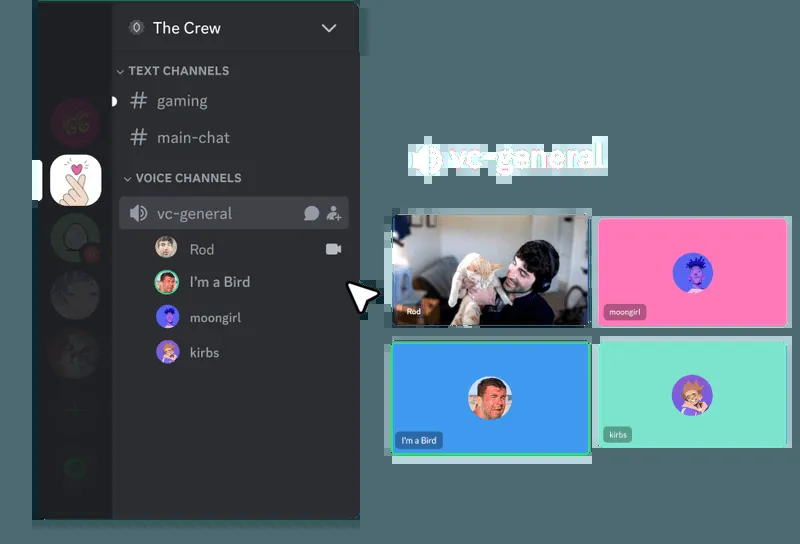 The Crew
TEXT CHANNELS
# gaming
# main-chat
VOICE CHANNELS
vc-general
Rod
I'm a Bird
moongirl
kirbs
GG
vc-general
Rod
moongirl
I'm a Bird
kirbs